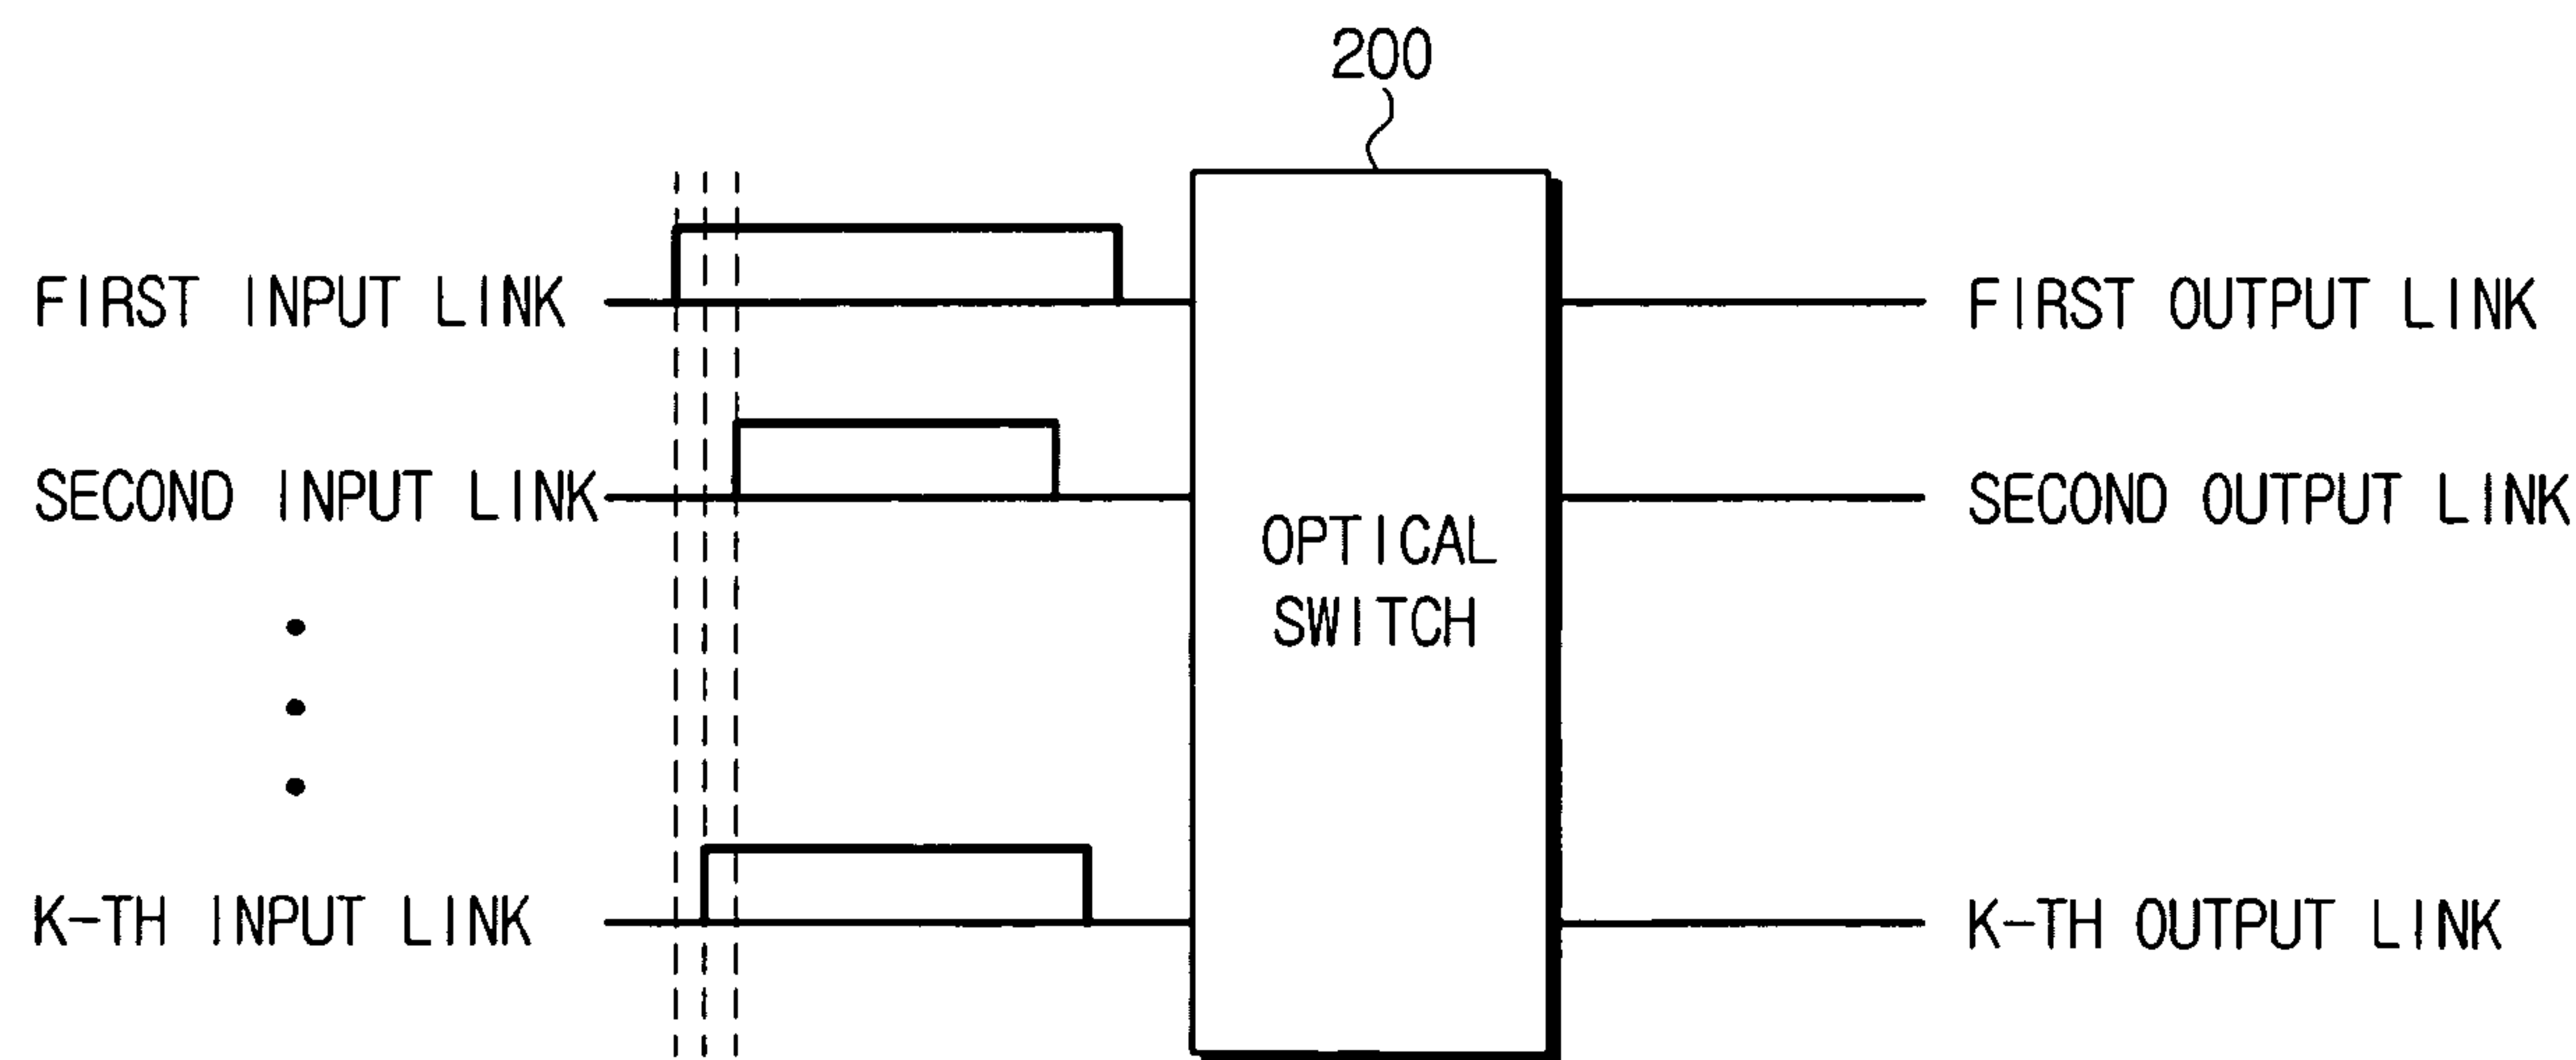 200
FIRST INPUT LINK
FIRST OUTPUT LINK
SECOND INPUT LINK
SECOND OUTPUT LINK
OPTICAL
SWITCH
K-TH INPUT LINK
K-TH OUTPUT LINK